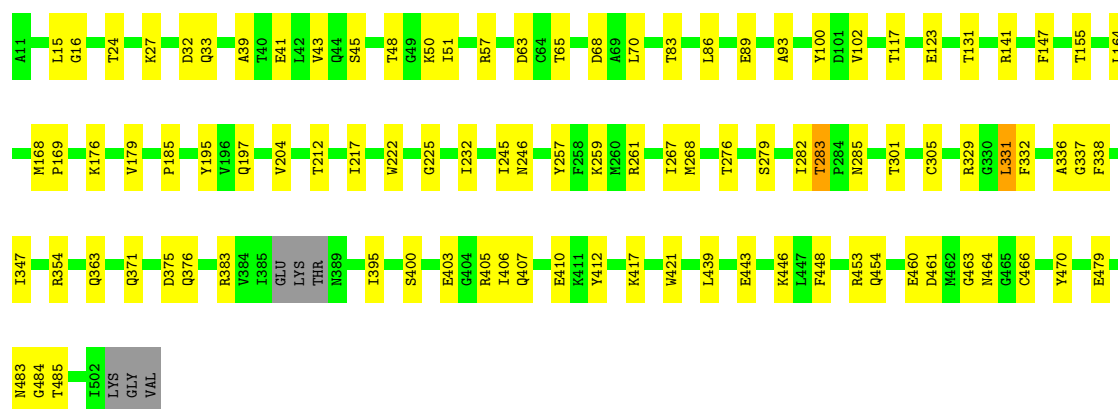 A11 L15 G16 T24 K27 D32 Q33 A39 T40 E41 L42 V43 Q44 S45 T48 G49 K50 I51 R57 D63 C64 T65 D68 A69 L70 T83 L86 E89 A93 Y100 D101 V102 T117 E123 T131 R141 F147 T155 L164
M168 P169 K176 V179 P185 Y195 V196 Q197 V204 T212 I217 W222 G225 I232 I245 N246 Y257 F258 K259 M260 R261 I267 M268 T276 S279 I282 T283 P284 N285 T301 C305 R329 G330 L331 F332 A336 G337 F338
I347 R354 Q363 Q371 D375 Q376 R383 V384 I385 GLU LYS THR N389 I395 S400 E403 G404 R405 I406 Q407 E410 K411 Y412 K417 W421 L439 E443 K446 L447 F448 R453 Q454 E460 D461 M462 G463 N464 G465 C466 Y470 E479
N483 G484 T485 I502 LYS GLY VAL